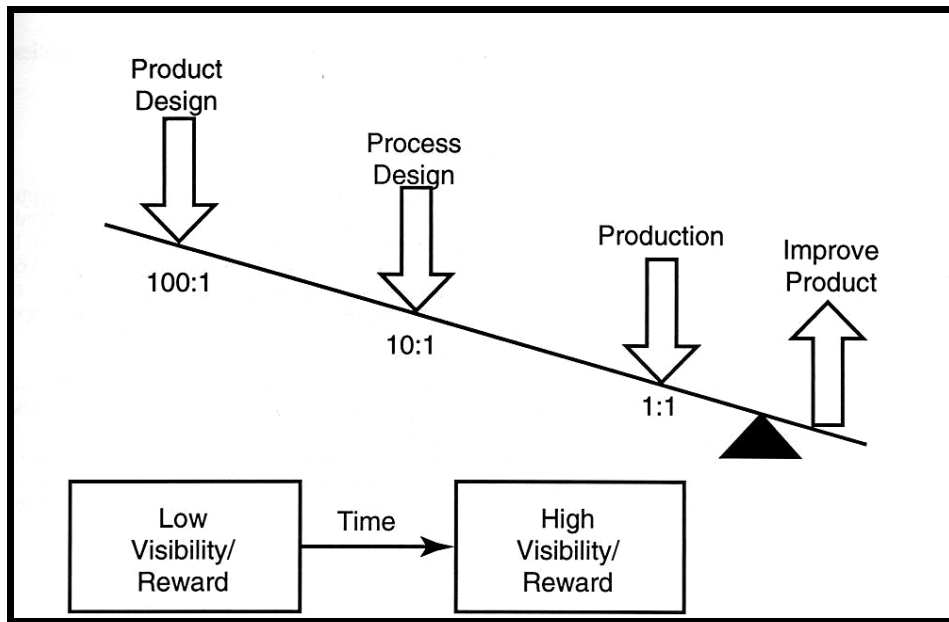 Product
Design
Process
Design
Production
Improve
Product
100:1
10:1
1:1
Low
Visibility/
Reward
Time
High
Visibility/
Reward